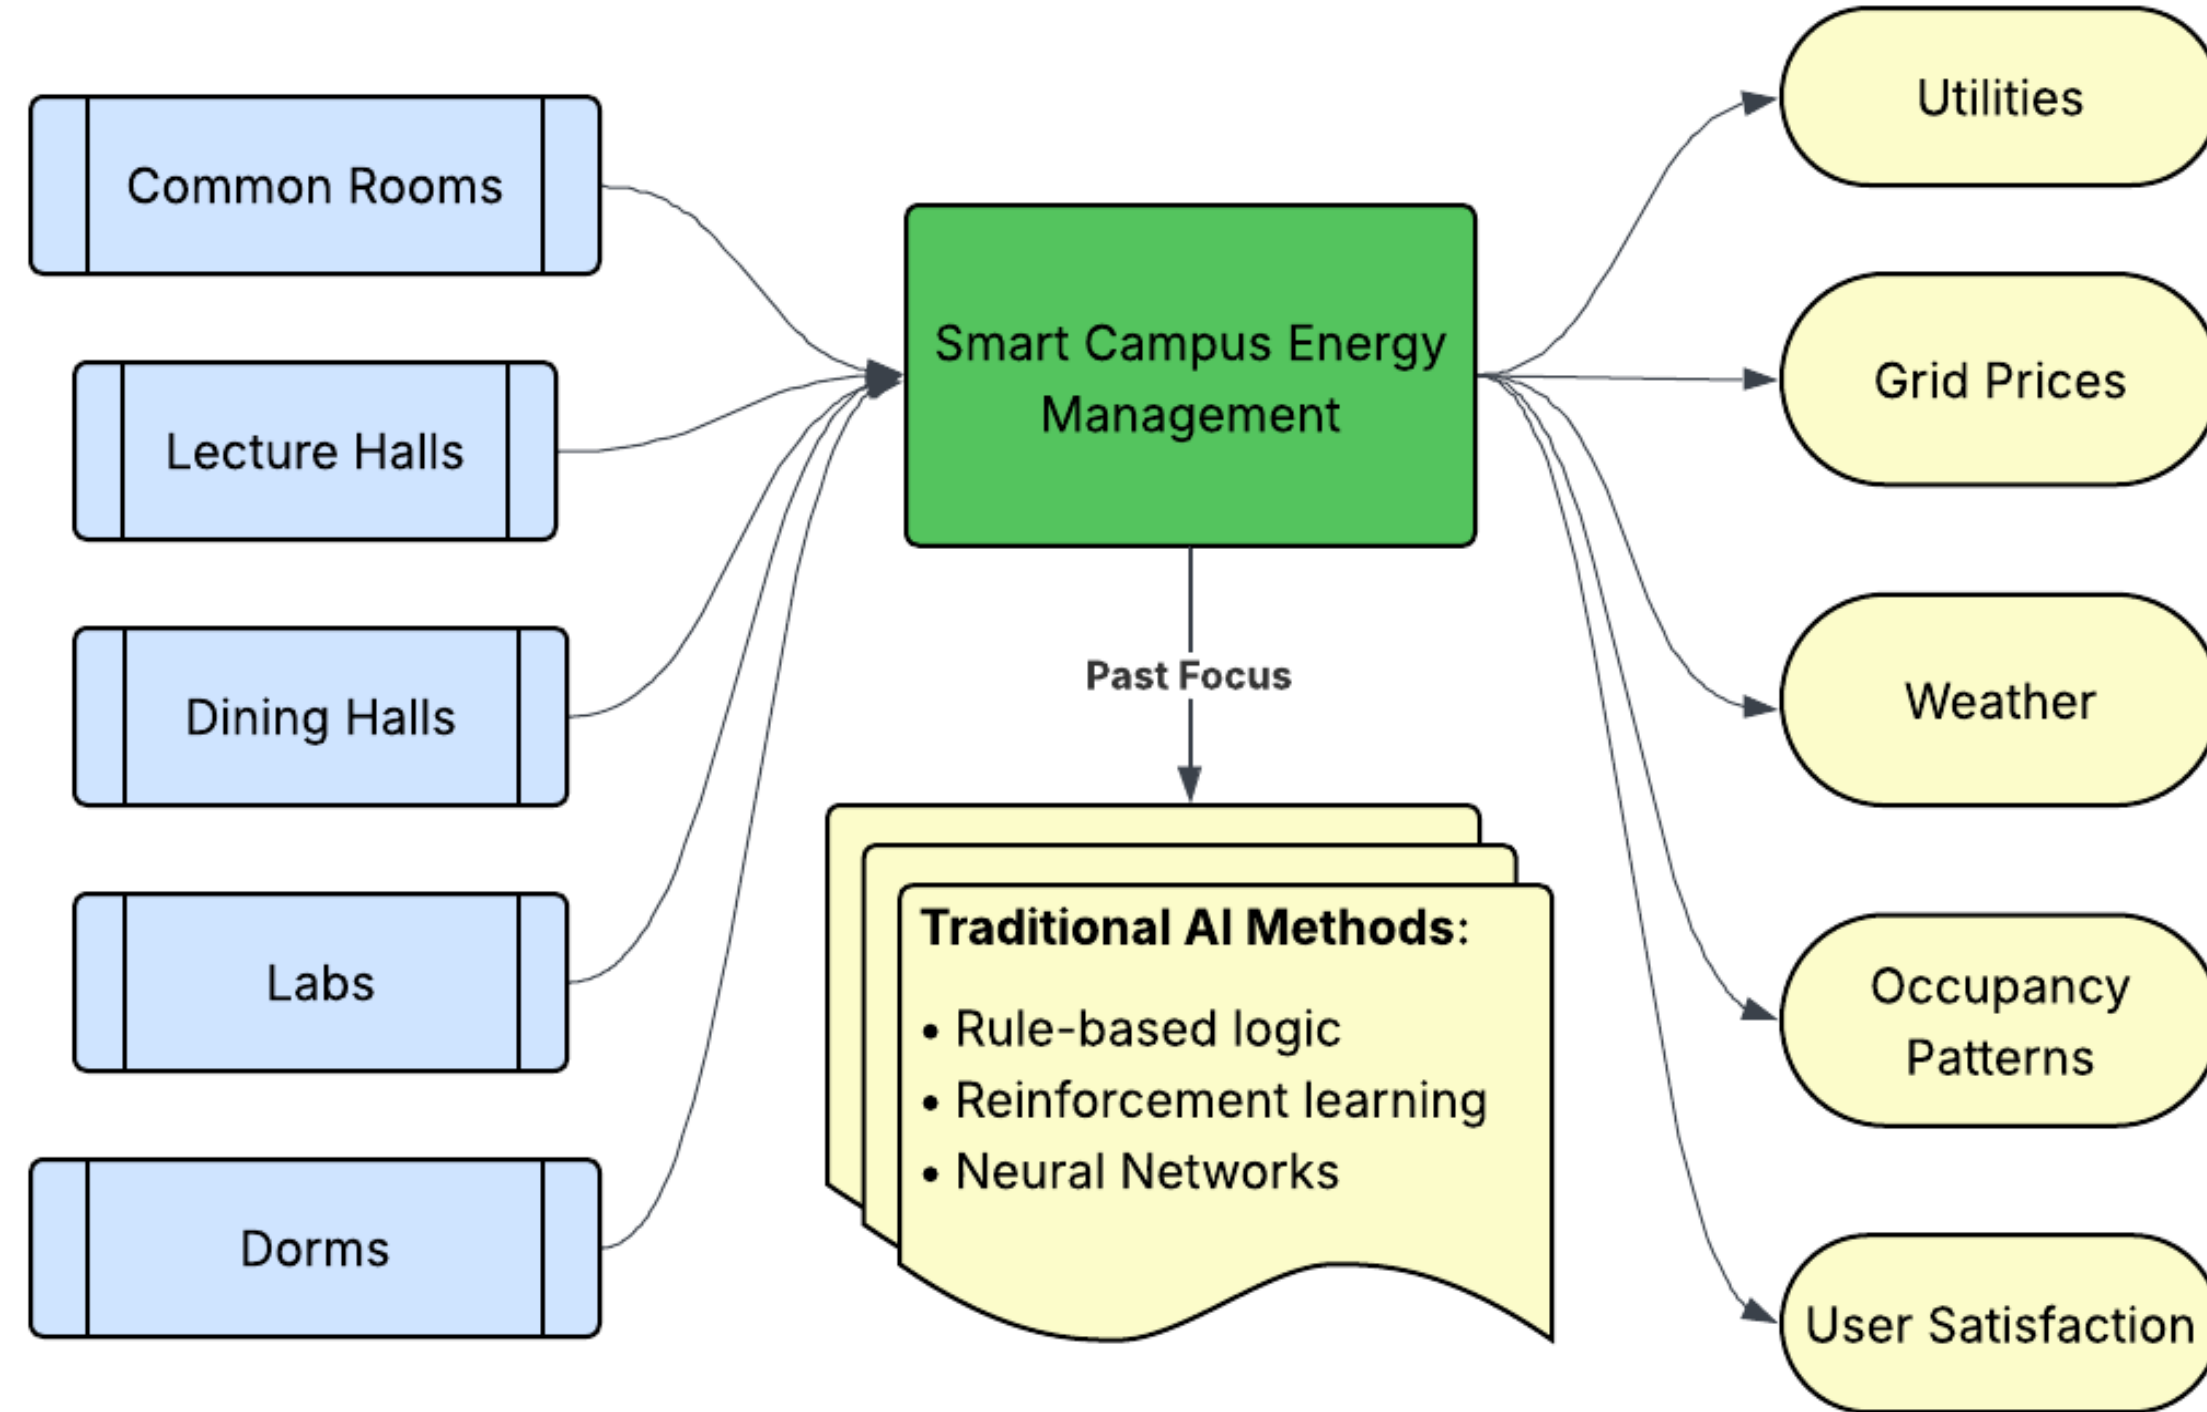 Common Rooms
Lecture Halls
Dining Halls
Labs
Dorms
Smart Campus Energy
Management
Past Focus
Traditional AI Methods:
• Rule-based logic
• Reinforcement learning
• Neural Networks
Utilities
Grid Prices
Weather
Occupancy
Patterns
User Satisfaction